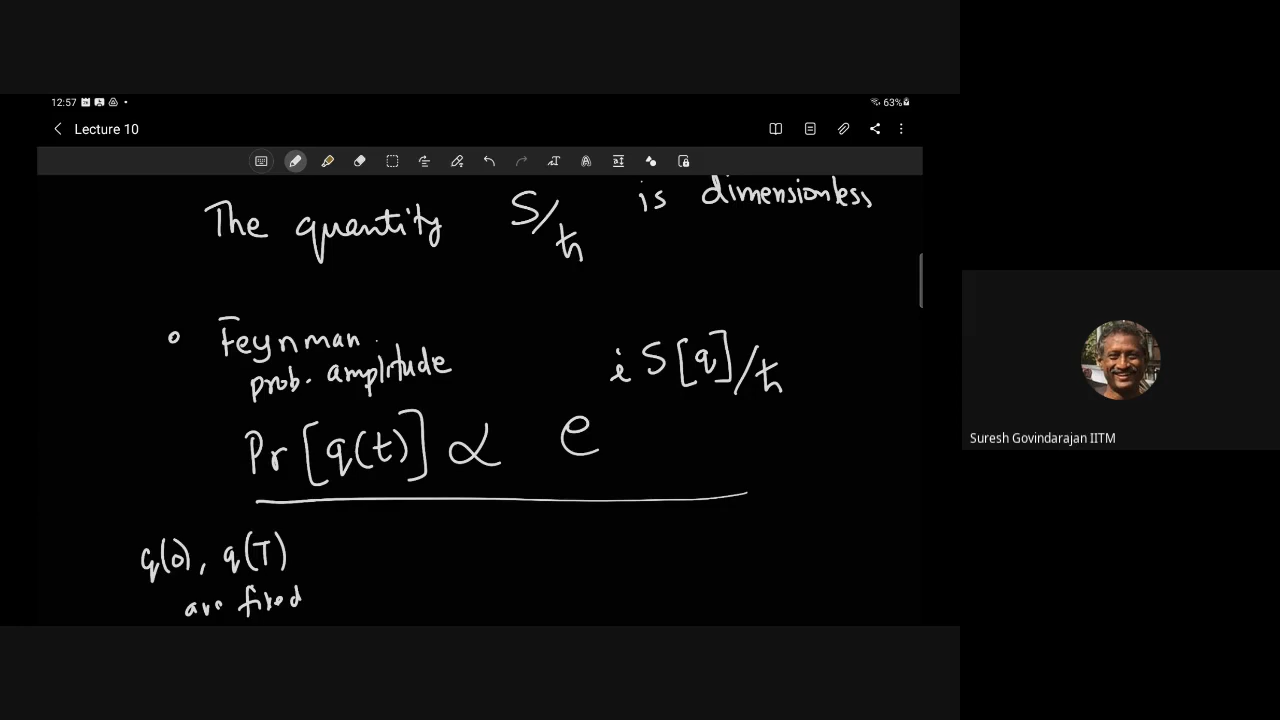 12:57
63%
Lecture 10
The quantity S/ħ is dimensionless
Feynman
prob. amplitude
Pr[q(t)] ∝ e^{i S[q]/ħ}
q(0), q(T)
are fixed
Suresh Govindarajan IITM